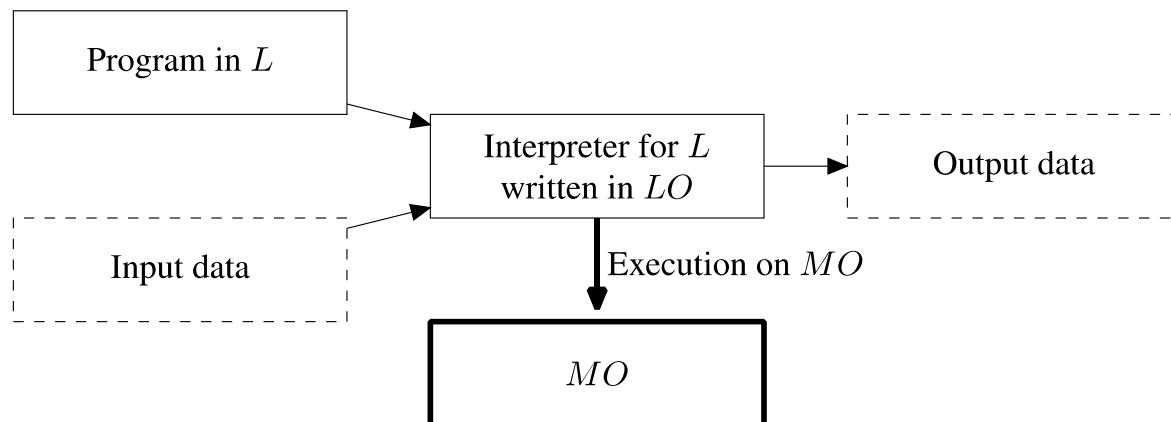 Program in L
Interpreter for L
written in LO
Output data
Input data
Execution on MO
MO